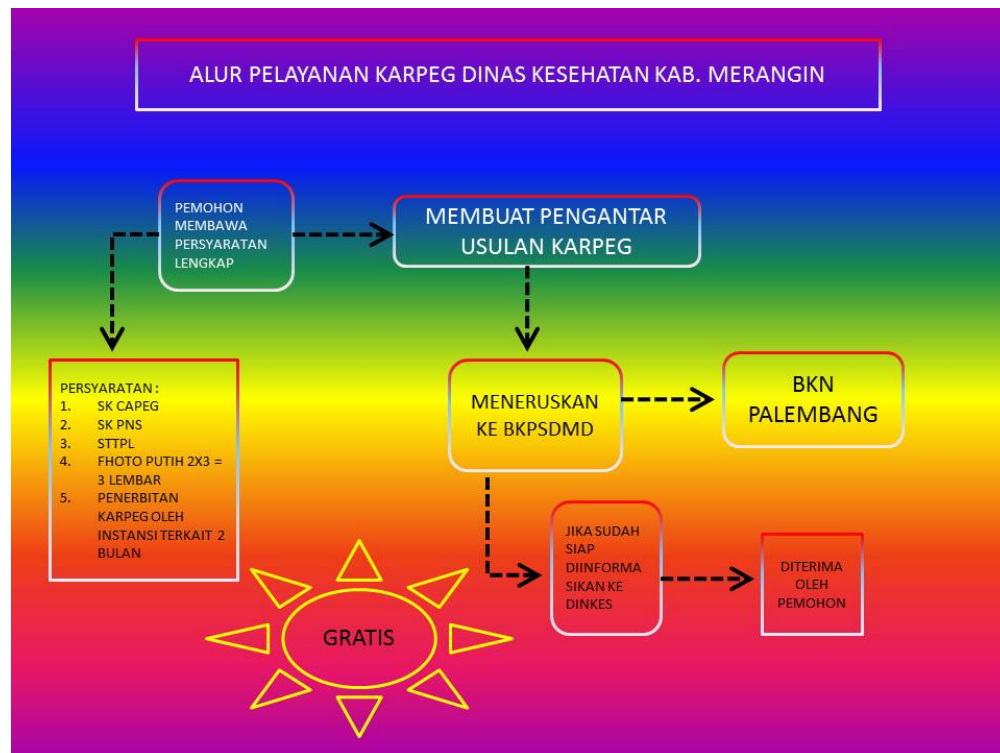 ALUR PELAYANAN KARPEG DINAS KESEHATAN KAB. MERANGIN
PEMOHON
MEMBAWA
PERSYARATAN
LENGKAP
MEMBUAT PENGANTAR
USULAN KARPEG
PERSYARATAN :
1. SK CAPEG
2. SK PNS
3. STTPL
4. FHOTO PUTIH 2X3 =
3 LEMBAR
5. PENERBITAN
KARPEG OLEH
INSTANSI TERKAIT 2
BULAN
MENERUSKAN
KE BKPSDMD
BKN
PALEMBANG
JIKA SUDAH
SIAP
DIINFORMA
SIKAN KE
DINKES
DITERIMA
OLEH
PEMOHON
GRATIS